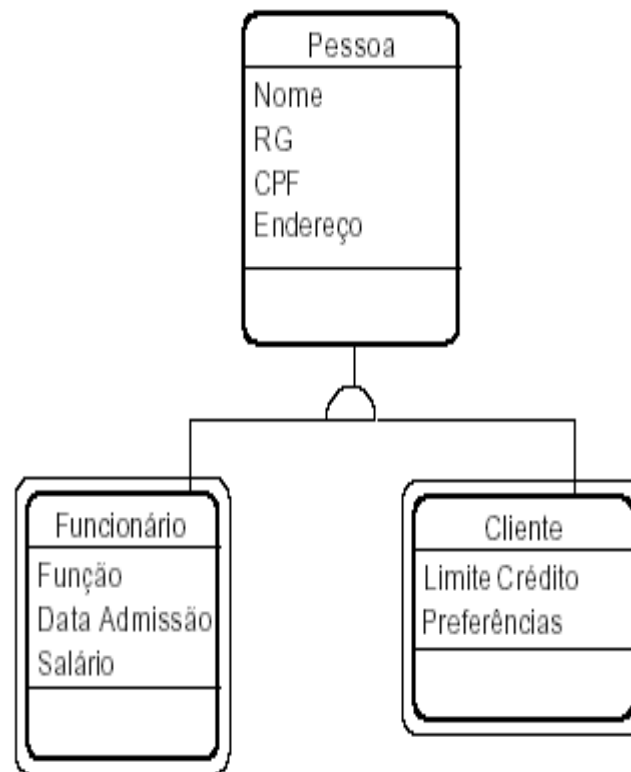 Pessoa
Nome
RG
CPF
Endereço
Funcionário
Função
Data Admissão
Salário
Cliente
Limite Crédito
Preferências